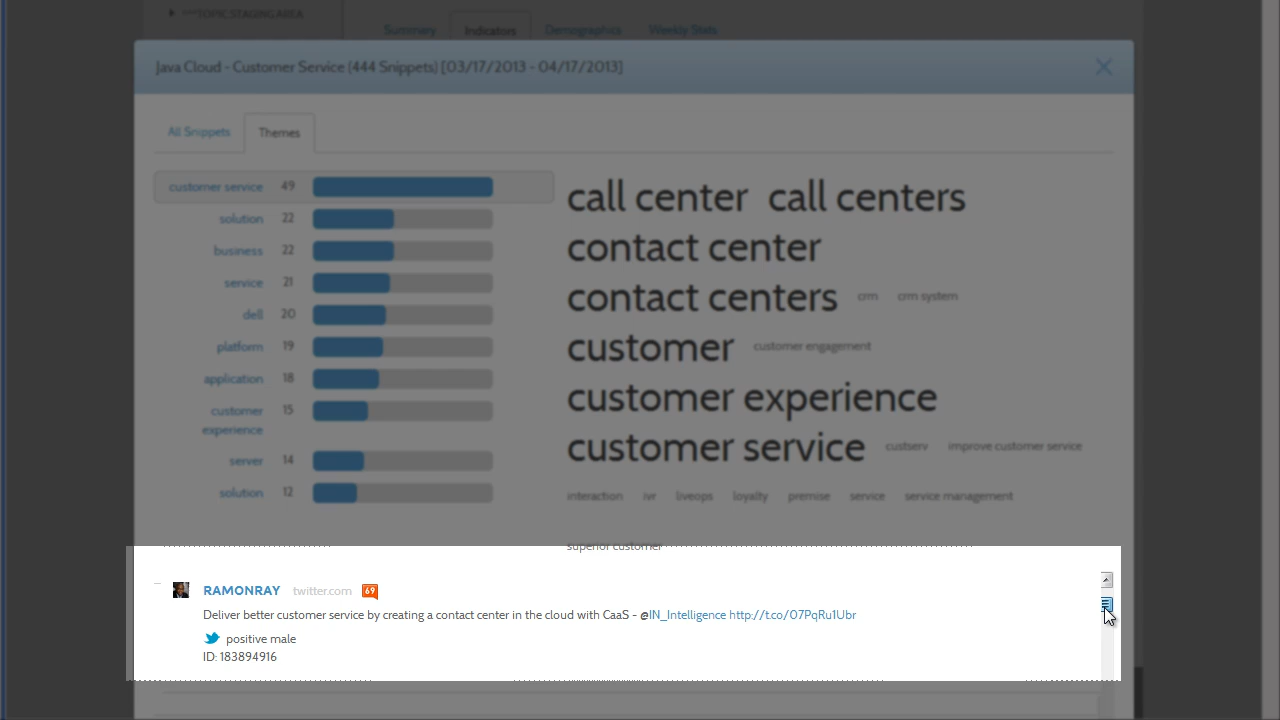 ***TOPIC STAGING AREA
Summary Indicators Demographics Weekly Stats
Java Cloud - Customer Service (444 Snippets) [03/17/2013 - 04/17/2013]
All Snippets Themes
customer service 49
solution 22
business 22
service 21
dell 20
platform 19
application 18
customer experience 15
server 14
solution 12
call center call centers
contact center
contact centers crm crm system
customer customer engagement
customer experience
customer service custserv improve customer service
interaction ivr liveops loyalty premise service service management
superior customer
RAMONRAY twitter.com 69
Deliver better customer service by creating a contact center in the cloud with CaaS - @IN_Intelligence http://t.co/07PqRu1Ubr
positive male
ID: 183894916